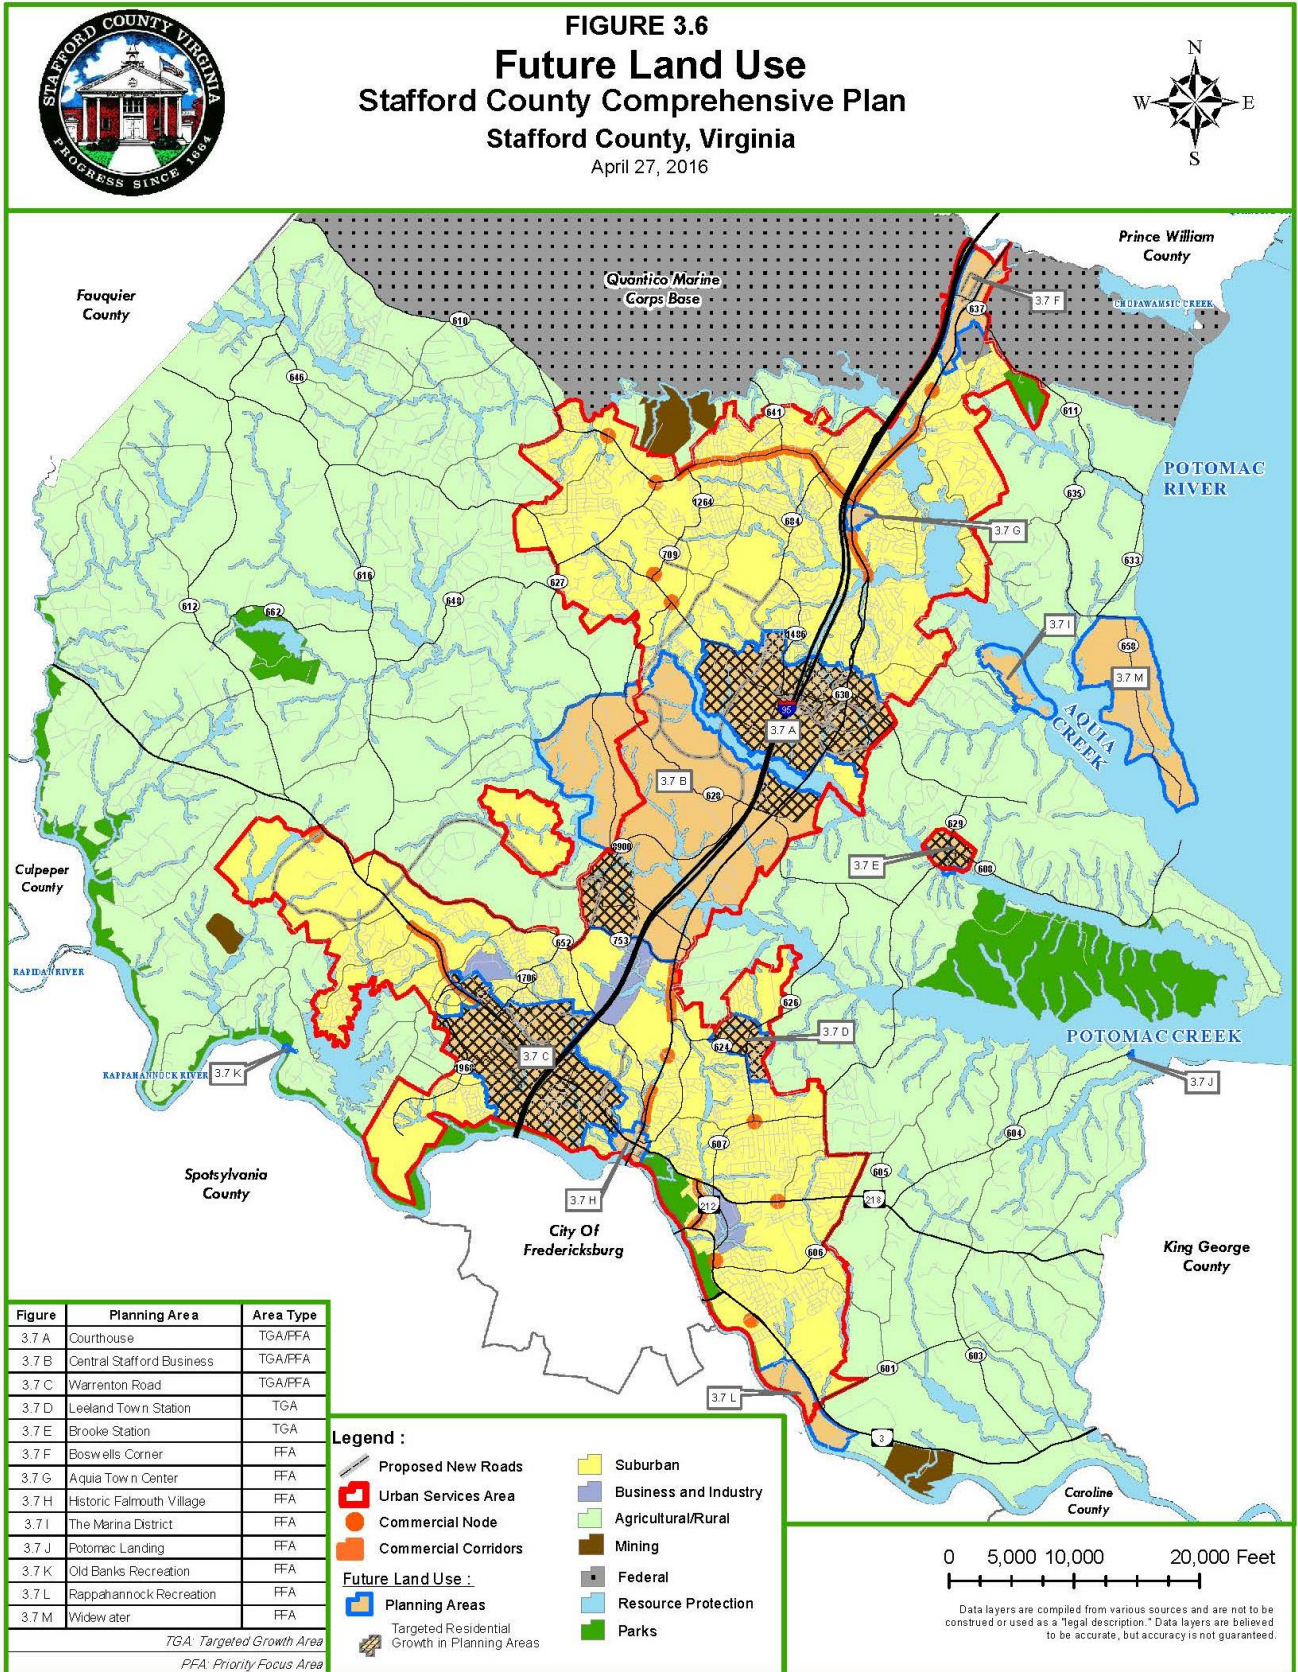 STAFFORD COUNTY VIRGINIA
PROGRESS SINCE 1664
FIGURE 3.6
Future Land Use
Stafford County Comprehensive Plan
Stafford County, Virginia
April 27, 2016
N
W E
S
Prince William
County
Quantico Marine
Corps Base
Fauquier
County
3.7 F
CHOPAWAMSIC CREEK
637
610
646
641
611
POTOMAC
RIVER
635
1264
684
3.7 G
709
633
627
616
648
612
662
3.7 I
1486
658
630
3.7 M
95
3.7 A
AQUIA
CREEK
3.7 B
628
629
8900
3.7 E
608
Culpeper
County
652
753
RAPIDAN RIVER
1706
626
3.7 D
624
POTOMAC CREEK
3.7 C
RAPPAHANNOCK RIVER
3.7 K
3.7 J
604
607
605
Spotsylvania
County
3.7 H
212
218
City Of
Fredericksburg
606
King George
County
603
601
3.7 L
3
Caroline
County
Figure Planning Area Area Type
3.7 A Courthouse TGA/PFA
3.7 B Central Stafford Business TGA/PFA
3.7 C Warrenton Road TGA/PFA
3.7 D Leeland Town Station TGA
3.7 E Brooke Station TGA
3.7 F Boswells Corner PFA
3.7 G Aquia Town Center PFA
3.7 H Historic Falmouth Village PFA
3.7 I The Marina District PFA
3.7 J Potomac Landing PFA
3.7 K Old Banks Recreation PFA
3.7 L Rappahannock Recreation PFA
3.7 M Widewater PFA
TGA: Targeted Growth Area
PFA: Priority Focus Area
Legend :
Proposed New Roads
Urban Services Area
Commercial Node
Commercial Corridors
Future Land Use :
Planning Areas
Targeted Residential
Growth in Planning Areas
Suburban
Business and Industry
Agricultural/Rural
Mining
Federal
Resource Protection
Parks
0 5,000 10,000 20,000 Feet
Data layers are compiled from various sources and are not to be
construed or used as a "legal description." Data layers are believed
to be accurate, but accuracy is not guaranteed.